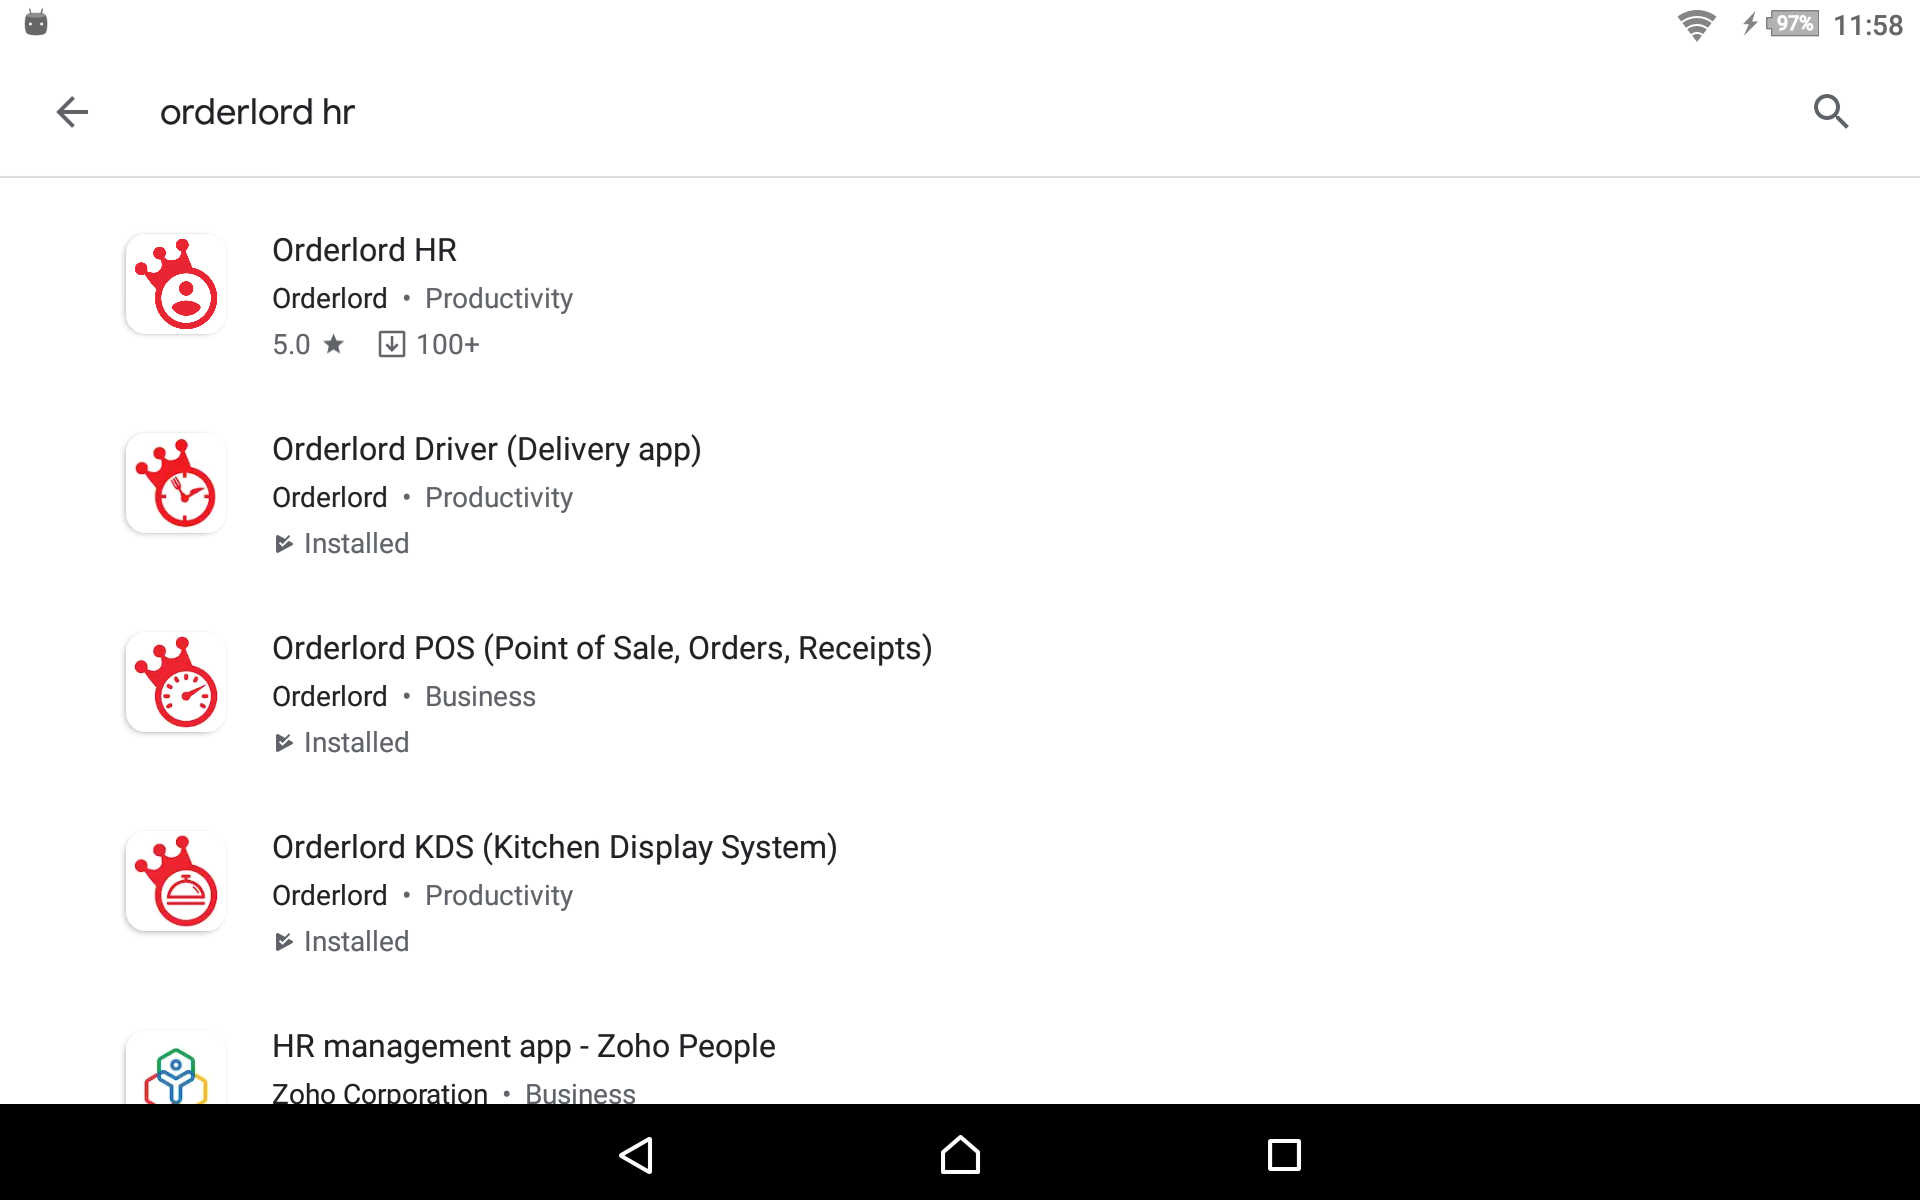 97% 11:58
orderlord hr
Orderlord HR
Orderlord • Productivity
5.0 ★ 100+
Orderlord Driver (Delivery app)
Orderlord • Productivity
Installed
Orderlord POS (Point of Sale, Orders, Receipts)
Orderlord • Business
Installed
Orderlord KDS (Kitchen Display System)
Orderlord • Productivity
Installed
HR management app - Zoho People
Zoho Corporation • Business